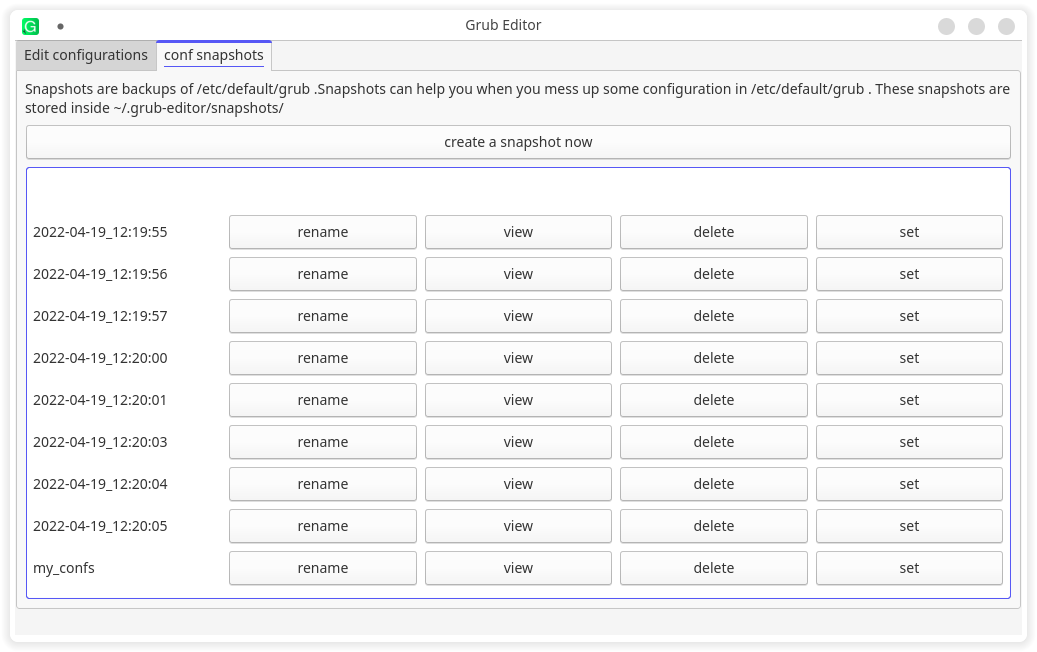 G
Grub Editor
Edit configurations conf snapshots
Snapshots are backups of /etc/default/grub .Snapshots can help you when you mess up some configuration in /etc/default/grub . These snapshots are
stored inside ~/.grub-editor/snapshots/
create a snapshot now
2022-04-19_12:19:55 rename view delete set
2022-04-19_12:19:56 rename view delete set
2022-04-19_12:19:57 rename view delete set
2022-04-19_12:20:00 rename view delete set
2022-04-19_12:20:01 rename view delete set
2022-04-19_12:20:03 rename view delete set
2022-04-19_12:20:04 rename view delete set
2022-04-19_12:20:05 rename view delete set
my_confs rename view delete set